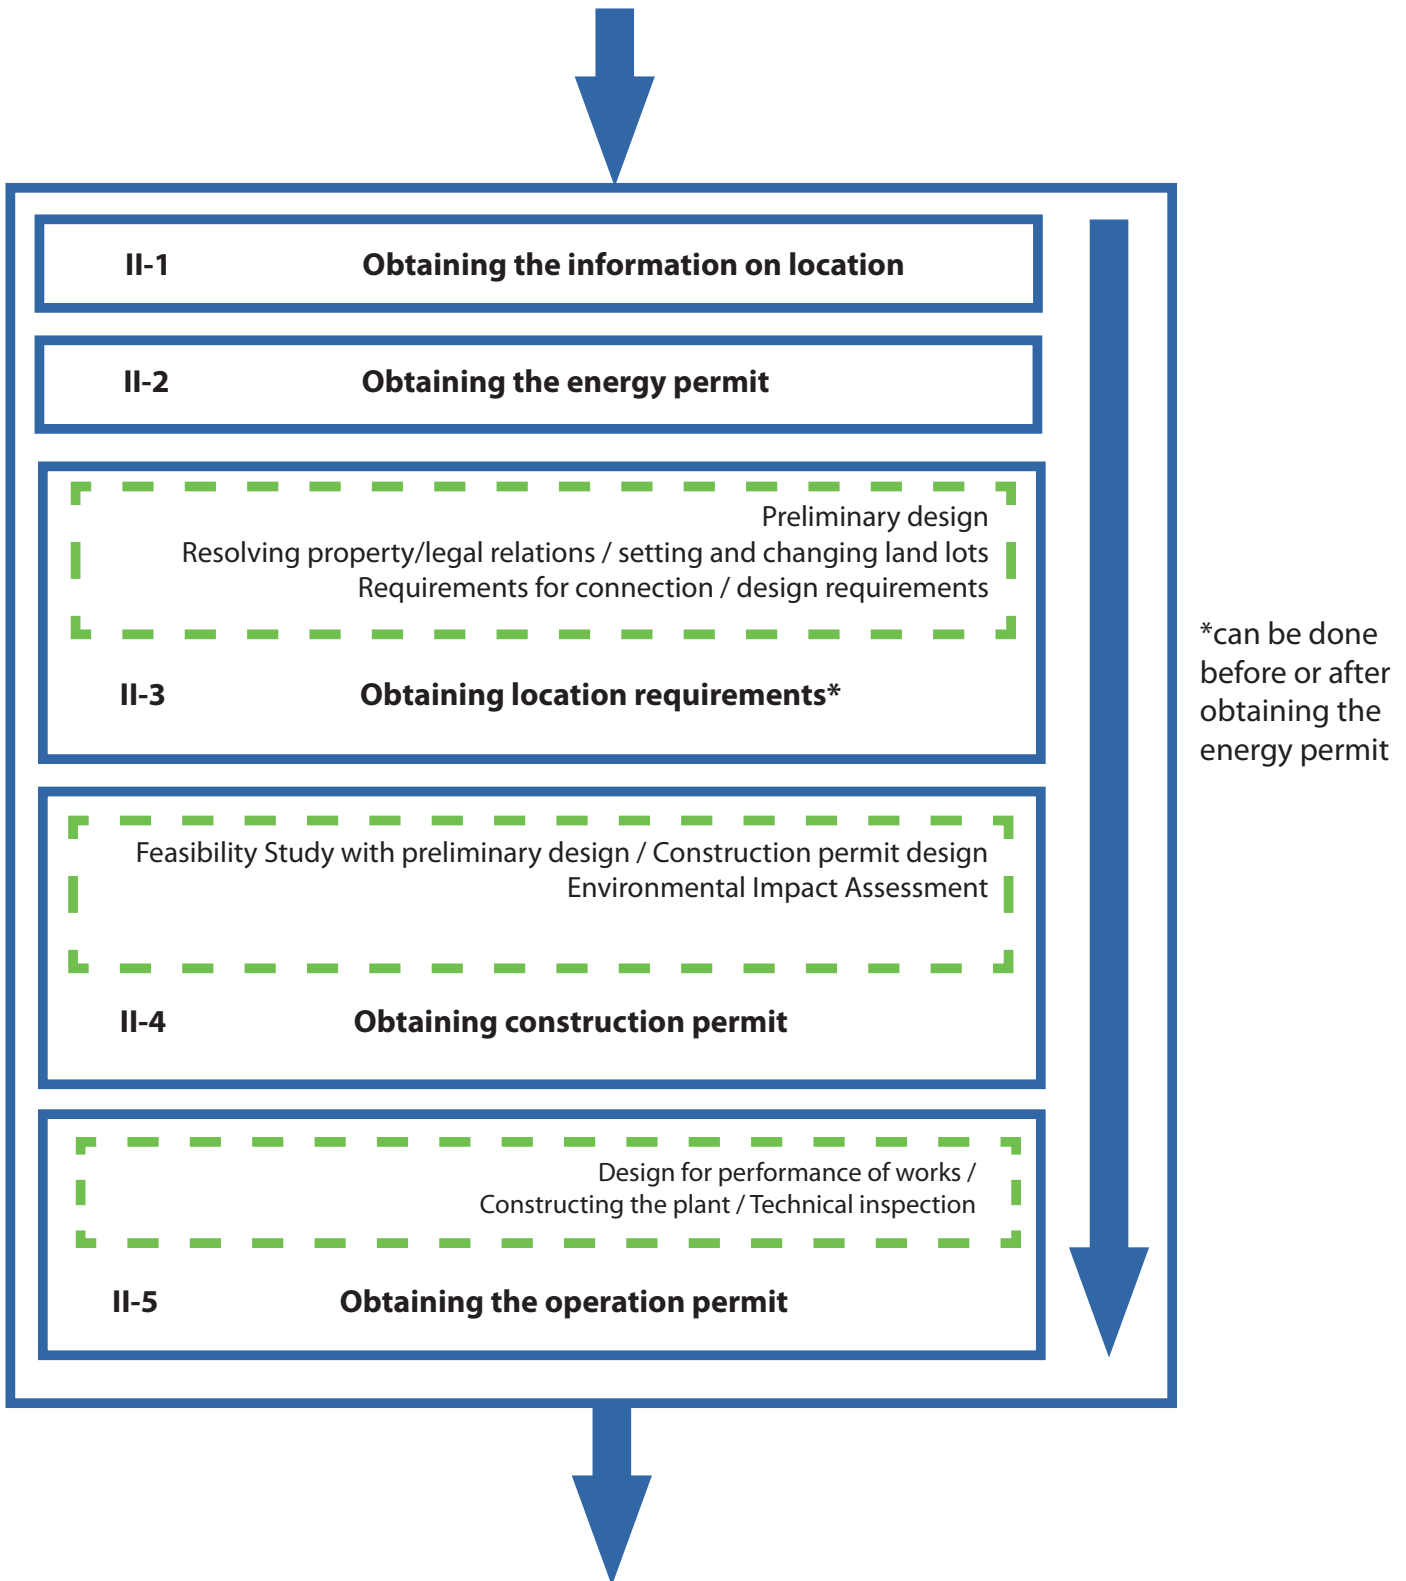 II-1 Obtaining the information on location
II-2 Obtaining the energy permit
Preliminary design
Resolving property/legal relations / setting and changing land lots
Requirements for connection / design requirements
II-3 Obtaining location requirements*
*can be done
before or after
obtaining the
energy permit
Feasibility Study with preliminary design / Construction permit design
Environmental Impact Assessment
II-4 Obtaining construction permit
Design for performance of works /
Constructing the plant / Technical inspection
II-5 Obtaining the operation permit